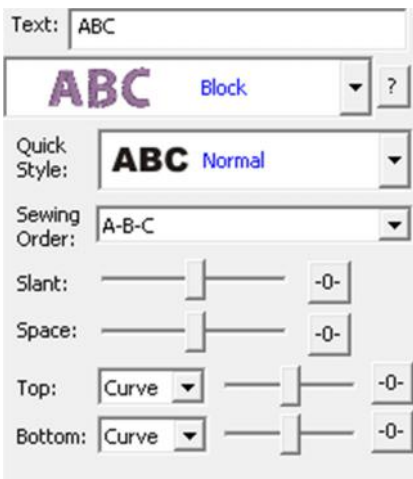 Text: ABC
ABC Block ?
Quick Style: ABC Normal
Sewing Order: A-B-C
Slant: -0-
Space: -0-
Top: Curve -0-
Bottom: Curve -0-